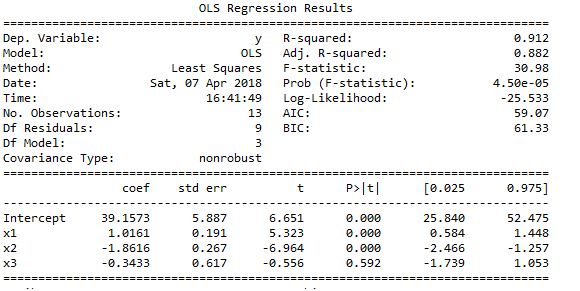 OLS Regression Results
==============================================================================
Dep. Variable: y R-squared: 0.912
Model: OLS Adj. R-squared: 0.882
Method: Least Squares F-statistic: 30.98
Date: Sat, 07 Apr 2018 Prob (F-statistic): 4.50e-05
Time: 16:41:49 Log-Likelihood: -25.533
No. Observations: 13 AIC: 59.07
Df Residuals: 9 BIC: 61.33
Df Model: 3
Covariance Type: nonrobust
==============================================================================
coef std err t P>|t| [0.025 0.975]
------------------------------------------------------------------------------
Intercept 39.1573 5.887 6.651 0.000 25.840 52.475
x1 1.0161 0.191 5.323 0.000 0.584 1.448
x2 -1.8616 0.267 -6.964 0.000 -2.466 -1.257
x3 -0.3433 0.617 -0.556 0.592 -1.739 1.053
==============================================================================